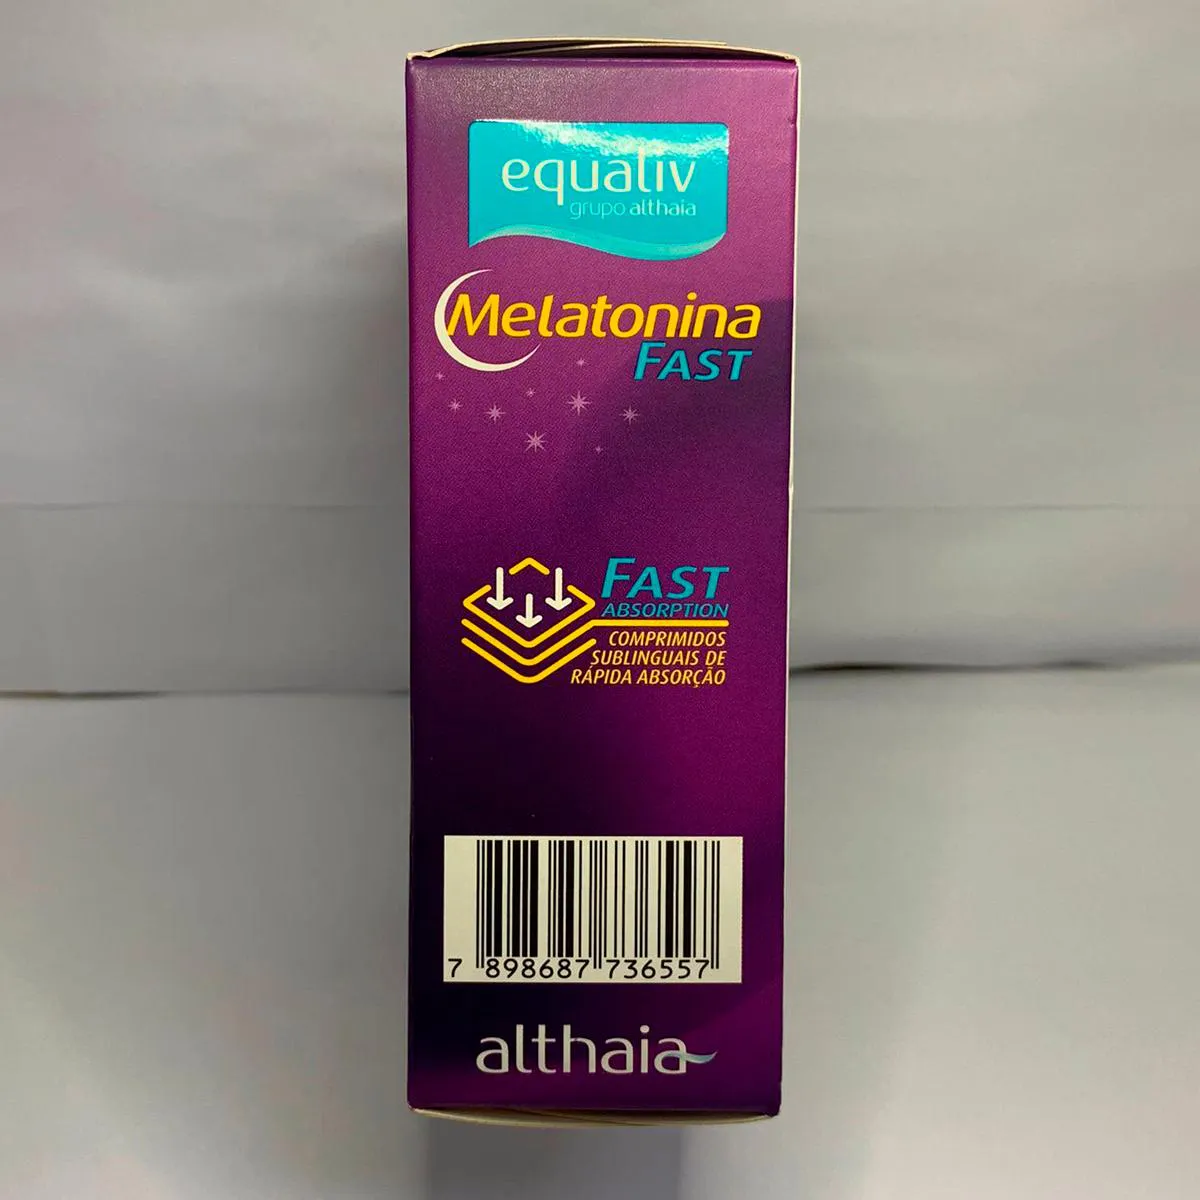 equaliv
grupo althaia
Melatonina
FAST
FAST
ABSORPTION
COMPRIMIDOS
SUBLINGUAIS DE
RÁPIDA ABSORÇÃO
7 898687 736557
althaia